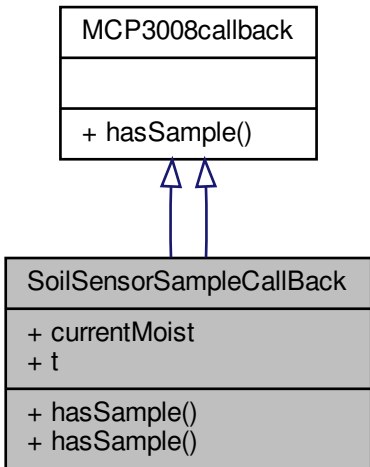 MCP3008callback
+ hasSample()
SoilSensorSampleCallBack
+ currentMoist
+ t
+ hasSample()
+ hasSample()